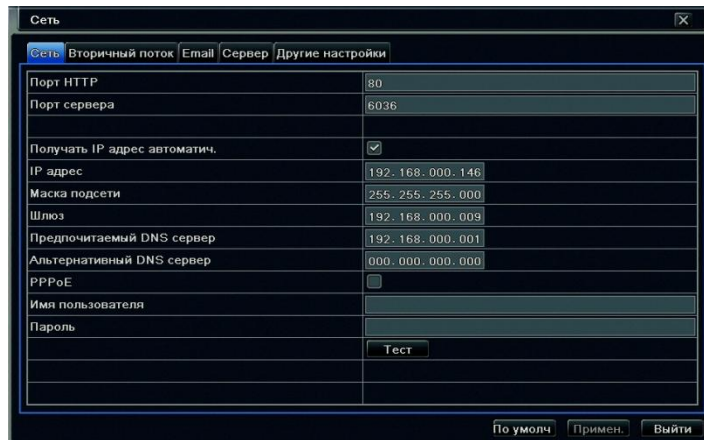 Сеть
Сеть Вторичный поток Email Сервер Другие настройки
Порт HTTP 80
Порт сервера 6036
Получать IP адрес автоматич.
IP адрес 192.168.000.146
Маска подсети 255.255.255.000
Шлюз 192.168.000.009
Предпочитаемый DNS сервер 192.168.000.001
Альтернативный DNS сервер 000.000.000.000
PPPoE
Имя пользователя
Пароль
Тест
По умолч Примен. Выйти